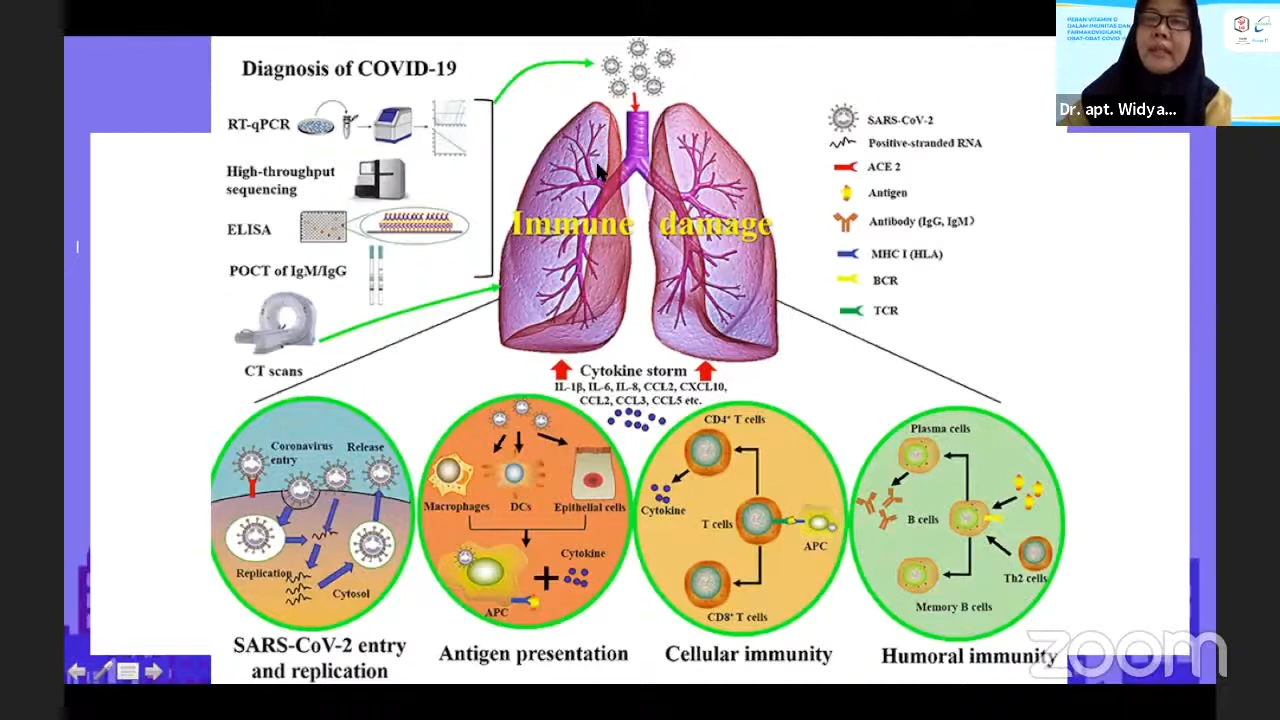 Diagnosis of COVID-19
RT-qPCR
High-throughput
sequencing
ELISA
POCT of IgM/IgG
CT scans
Immune damage
SARS-CoV-2
Positive-stranded RNA
ACE 2
Antigen
Antibody (IgG, IgM)
MHC I (HLA)
BCR
TCR
Cytokine storm
IL-1β, IL-6, IL-8, CCL2, CXCL10,
CCL2, CCL3, CCL5 etc.
Coronavirus
entry
Release
Replication
Cytosol
SARS-CoV-2 entry
and replication
Macrophages
DCs
Epithelial cells
Cytokine
APC
Antigen presentation
CD4⁺ T cells
Cytokine
T cells
APC
CD8⁺ T cells
Cellular immunity
Plasma cells
B cells
Th2 cells
Memory B cells
Humoral immunity
PERAN VITAMIN D
DALAM IMUNITAS DAN
FARMAKOVIGILANS
OBAT-OBAT COVID
Dr. apt. Widya...
zoom